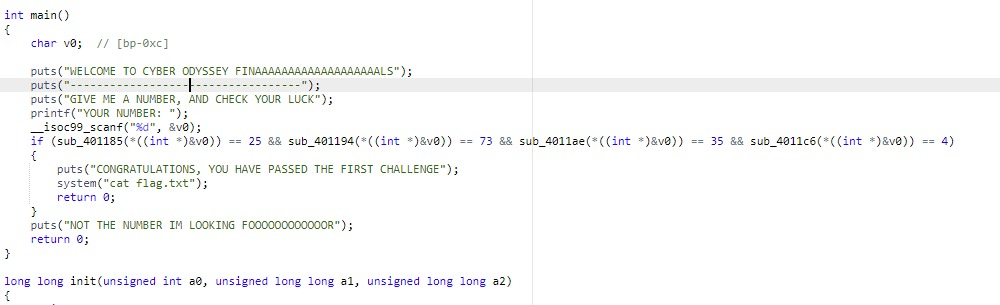 int main()
{
    char v0;  // [bp-0xc]
    puts("WELCOME TO CYBER ODYSSEY FINAAAAAAAAAAAAAAAAAAALS");
    puts("-----------------------------------");
    puts("GIVE ME A NUMBER, AND CHECK YOUR LUCK");
    printf("YOUR NUMBER: ");
    __isoc99_scanf("%d", &v0);
    if (sub_401185(*((int *)&v0)) == 25 && sub_401194(*((int *)&v0)) == 73 && sub_4011ae(*((int *)&v0)) == 35 && sub_4011c6(*((int *)&v0)) == 4)
    {
        puts("CONGRATULATIONS, YOU HAVE PASSED THE FIRST CHALLENGE");
        system("cat flag.txt");
        return 0;
    }
    puts("NOT THE NUMBER IM LOOKING FOOOOOOOOOOOOR");
    return 0;
}
long long init(unsigned int a0, unsigned long long a1, unsigned long long a2)
{